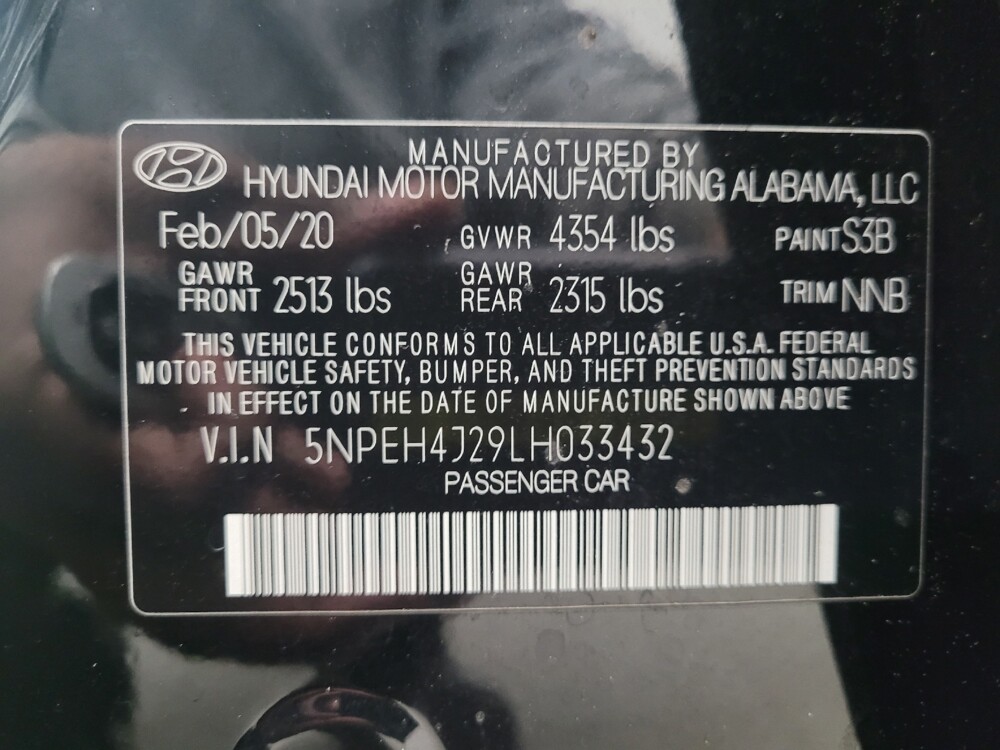 MANUFACTURED BY
HYUNDAI MOTOR MANUFACTURING ALABAMA, LLC
Feb/05/20 GVWR 4354 lbs PAINT S3B
GAWR FRONT 2513 lbs GAWR REAR 2315 lbs TRIM NNB
THIS VEHICLE CONFORMS TO ALL APPLICABLE U.S.A. FEDERAL
MOTOR VEHICLE SAFETY, BUMPER, AND THEFT PREVENTION STANDARDS
IN EFFECT ON THE DATE OF MANUFACTURE SHOWN ABOVE
V.I.N 5NPEH4J29LH033432
PASSENGER CAR